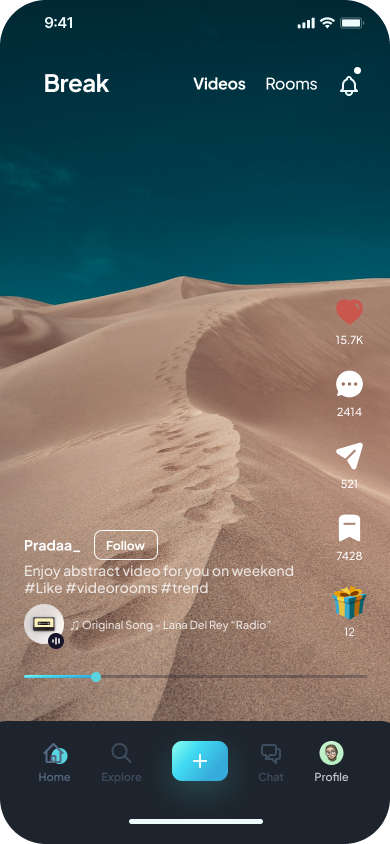 9:41
Break
Videos
Rooms
15.7K
2414
521
7428
12
Pradaa_
Follow
Enjoy abstract video for you on weekend
#Like #videorooms #trend
♫ Original Song - Lana Del Rey “Radio”
Home
Explore
+
Chat
Profile